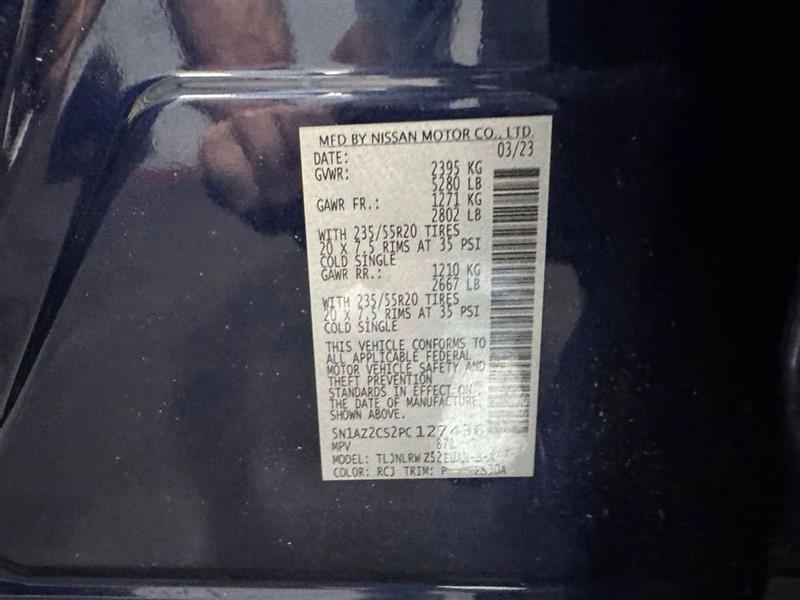 MFD BY NISSAN MOTOR CO., LTD.
DATE: 03/23
GVWR: 2395 KG
5280 LB
GAWR FR.: 1271 KG
2802 LB
WITH 235/55R20 TIRES
20 X 7.5 RIMS AT 35 PSI
COLD SINGLE
GAWR RR.: 1210 KG
2667 LB
WITH 235/55R20 TIRES
20 X 7.5 RIMS AT 35 PSI
COLD SINGLE
THIS VEHICLE CONFORMS TO
ALL APPLICABLE FEDERAL
MOTOR VEHICLE SAFETY AND
THEFT PREVENTION
STANDARDS IN EFFECT ON
THE DATE OF MANUFACTURE
SHOWN ABOVE.
5N1AZ2CS2PC127436
MPV
MODEL: TLJNLRW
COLOR: RCJ TRIM: P